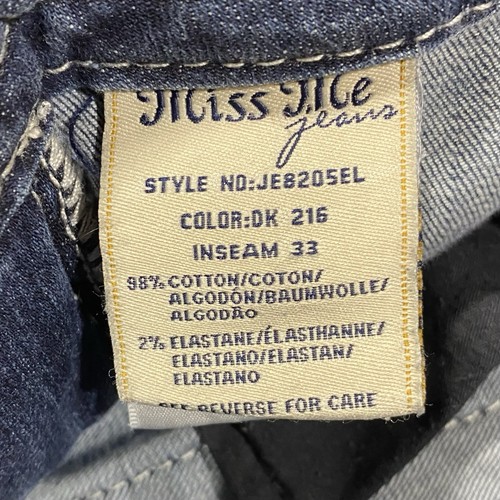 Miss Me
jeans
STYLE NO:JE8205EL
COLOR:DK 216
INSEAM 33
98% COTTON/COTON/
ALGODÓN/BAUMWOLLE/
ALGODÃO
2% ELASTANE/ÉLASTHANNE/
ELASTANO/ELASTAN/
ELASTANO
SEE REVERSE FOR CARE